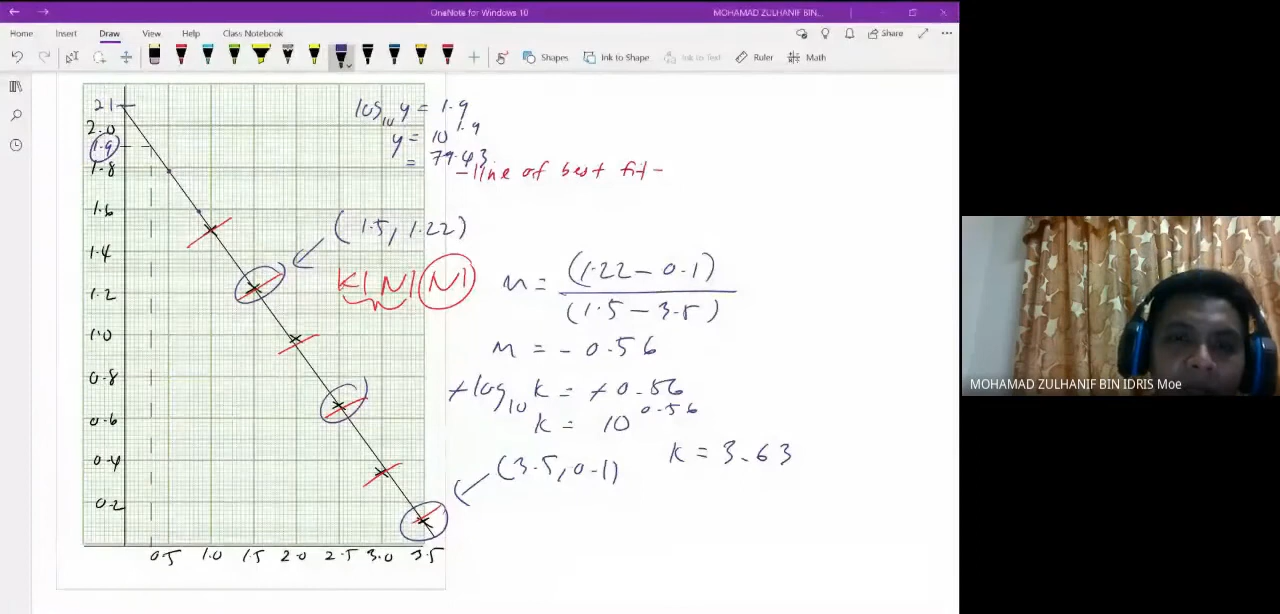 OneNote for Windows 10
MOHAMAD ZULHANIF BIN...
Home Insert Draw View Help Class Notebook
Share
Shapes Ink to Shape Ink to Text Ruler Math
log10 y = 1.9
y = 10^1.9
= 79.43
-line of best fit-
(1.5, 1.22)
K1 N1 N1
m = (1.22 - 0.1)
(1.5 - 3.5)
m = -0.56
+log10 k = +0.56
k = 10^0.56
k = 3.63
(3.5, 0.1)
2.1
2.0
1.9
1.8
1.6
1.4
1.2
1.0
0.8
0.6
0.4
0.2
0.5 1.0 1.5 2.0 2.5 3.0 3.5
MOHAMAD ZULHANIF BIN IDRIS Moe